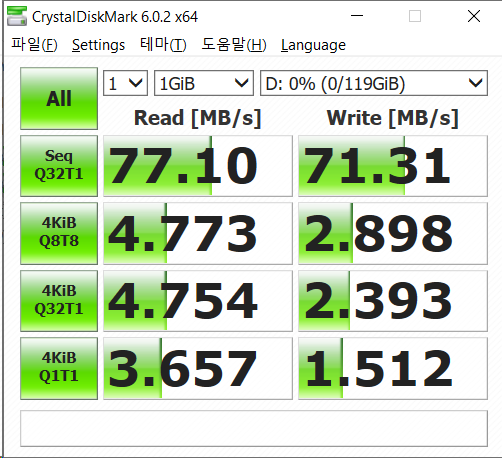 CrystalDiskMark 6.0.2 x64
파일(F) Settings 테마(T) 도움말(H) Language
All 1 1GiB D: 0% (0/119GiB)
Read [MB/s] Write [MB/s]
Seq
Q32T1 77.10 71.31
4KiB
Q8T8 4.773 2.898
4KiB
Q32T1 4.754 2.393
4KiB
Q1T1 3.657 1.512